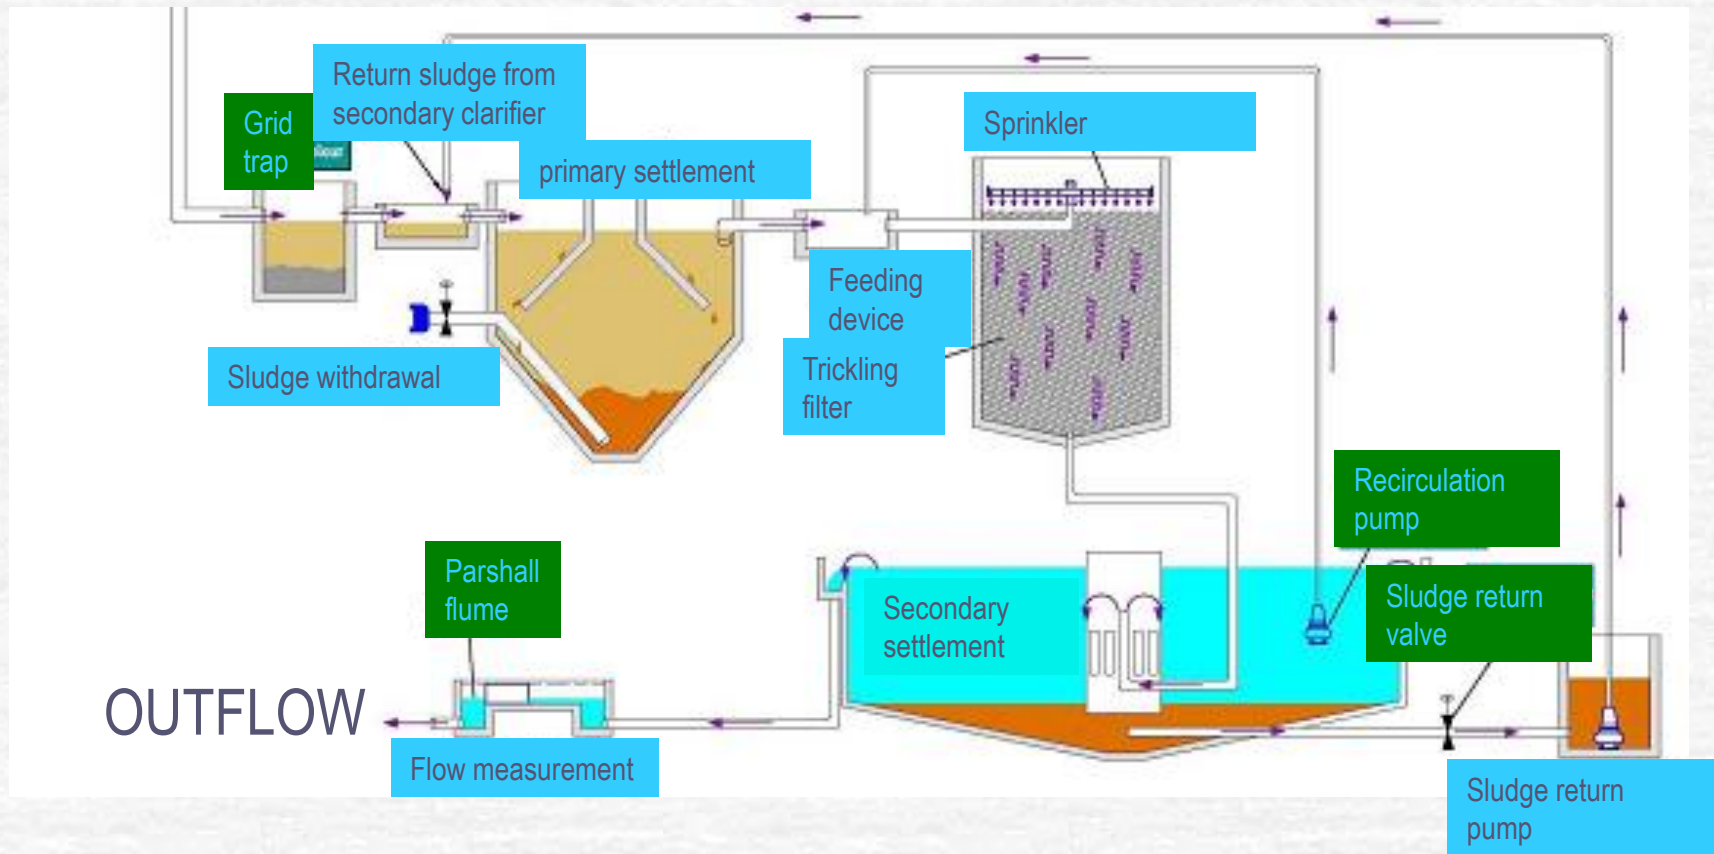 Return sludge from
secondary clarifier
Grid
trap
primary settlement
Sprinkler
Feeding
device
Trickling
filter
Sludge withdrawal
Recirculation
pump
Parshall
flume
Secondary
settlement
Sludge return
valve
OUTFLOW
Flow measurement
Sludge return
pump